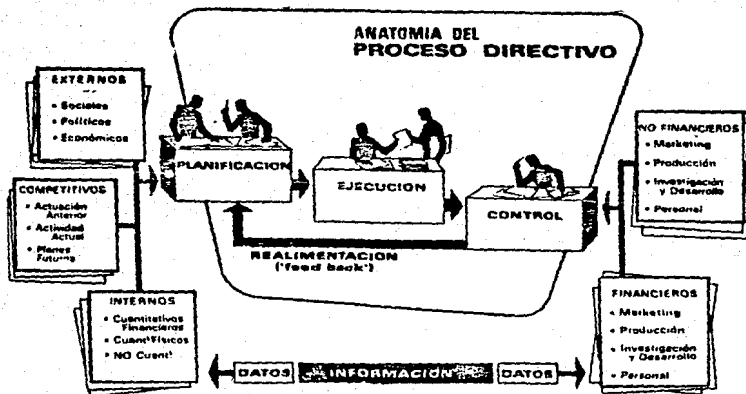 ANATOMIA DEL
PROCESO DIRECTIVO
EXTERNOS
• Sociales
• Políticos
• Económicos
COMPETITIVOS
• Actuación
Anterior
• Actividad
Actual
• Planes
Futuros
INTERNOS
• Cuantitativos
Financieros
• Cuant. Físicos
• NO Cuant.
PLANIFICACION
EJECUCION
CONTROL
REALIMENTACION
('feed back')
NO FINANCIEROS
• Marketing
• Producción
• Investigación
y Desarrollo
• Personal
FINANCIEROS
• Marketing
• Producción
• Investigación
y Desarrollo
• Personal
DATOS
INFORMACIÓN
DATOS